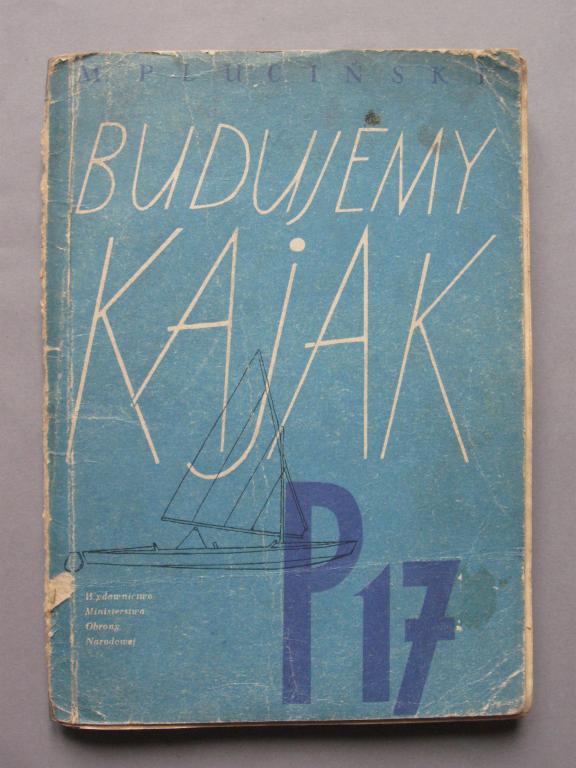 M. PLUCIŃSKI
BUDUJEMY
KAjAK
P17
Wydawnictwo
Ministerstwa
Obrony
Narodowej